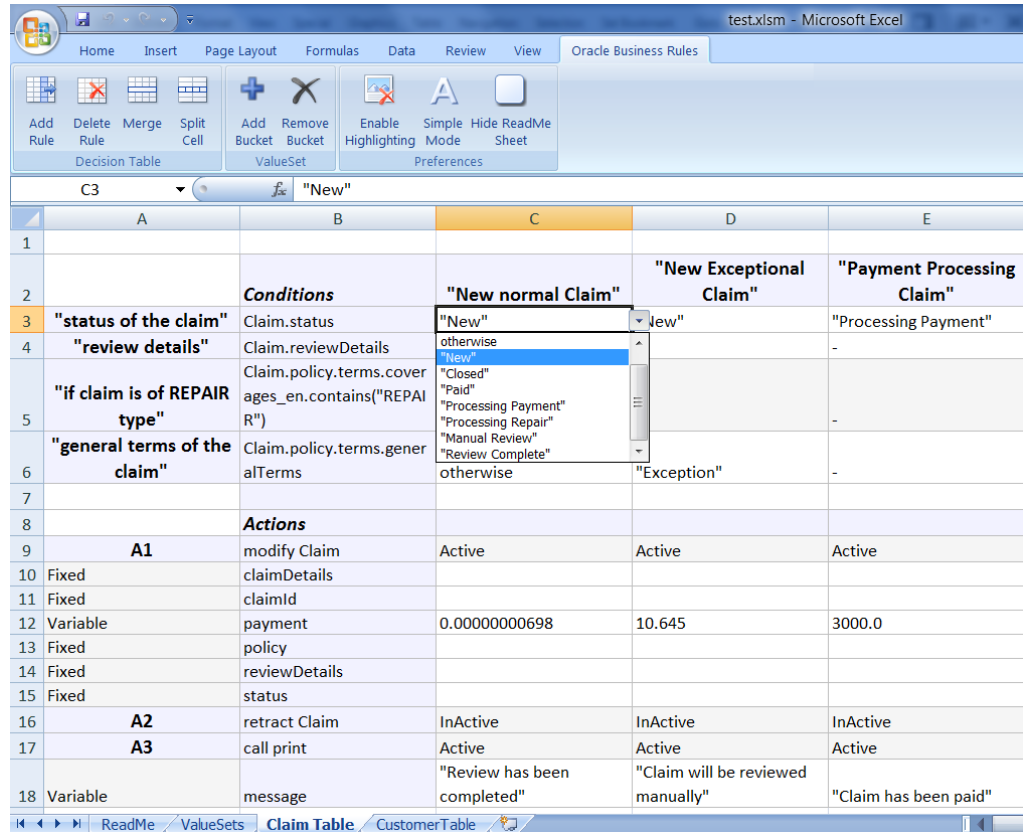 test.xlsm - Microsoft Excel
Home Insert Page Layout Formulas Data Review View Oracle Business Rules
Add Rule Delete Rule Merge Split Cell Add Bucket Remove Bucket Enable Highlighting Simple Mode Hide ReadMe Sheet
Decision Table ValueSet Preferences
C3 fx "New"
A B C D E
1
2 Conditions "New normal Claim" "New Exceptional Claim" "Payment Processing Claim"
3 "status of the claim" Claim.status "New" New" "Processing Payment"
otherwise
"New"
"Closed"
"Paid"
"Processing Payment"
"Processing Repair"
"Manual Review"
"Review Complete"
4 "review details" Claim.reviewDetails -
5 "if claim is of REPAIR type" Claim.policy.terms.coverages_en.contains("REPAIR") -
6 "general terms of the claim" Claim.policy.terms.generalTerms otherwise "Exception" -
7
8 Actions
9 A1 modify Claim Active Active Active
10 Fixed claimDetails
11 Fixed claimId
12 Variable payment 0.00000000698 10.645 3000.0
13 Fixed policy
14 Fixed reviewDetails
15 Fixed status
16 A2 retract Claim InActive InActive InActive
17 A3 call print Active Active Active
18 Variable message "Review has been completed" "Claim will be reviewed manually" "Claim has been paid"
ReadMe ValueSets Claim Table CustomerTable